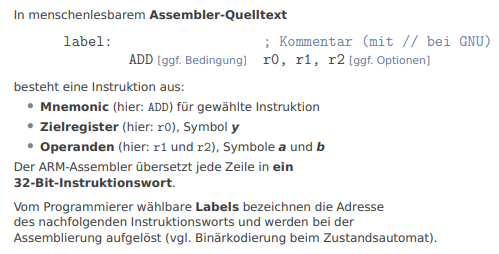 In menschenlesbarem Assembler-Quelltext
label: ; Kommentar (mit // bei GNU)
ADD [ggf. Bedingung] r0, r1, r2 [ggf. Optionen]
besteht eine Instruktion aus:
• Mnemonic (hier: ADD) für gewählte Instruktion
• Zielregister (hier: r0), Symbol y
• Operanden (hier: r1 und r2), Symbole a und b
Der ARM-Assembler übersetzt jede Zeile in ein
32-Bit-Instruktionswort.
Vom Programmierer wählbare Labels bezeichnen die Adresse
des nachfolgenden Instruktionsworts und werden bei der
Assemblierung aufgelöst (vgl. Binärkodierung beim Zustandsautomat).